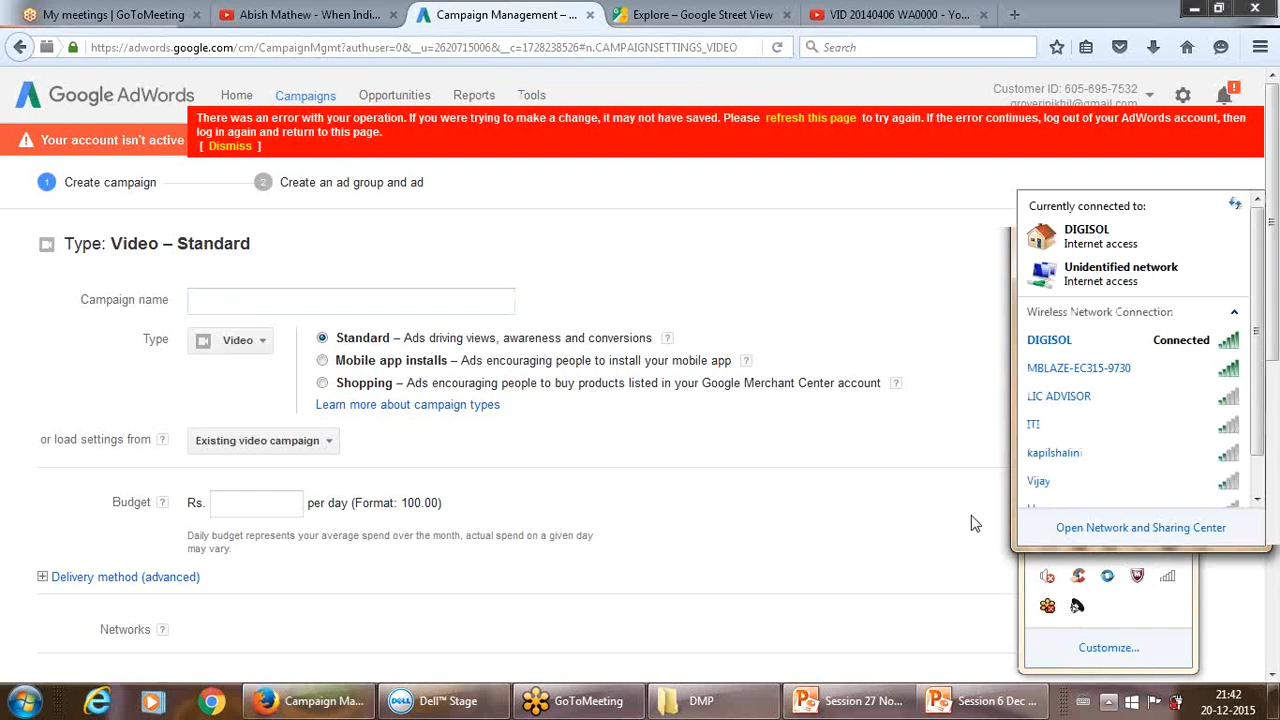 My meetings | GoToMeeting
Abish Mathew - When Indi...
Campaign Management – ...
Explore – Google Street View
VID 20140406 WA0000 - Yo...
https://adwords.google.com/cm/CampaignMgmt?authuser=0&__u=2620715006&__c=1728238526#n.CAMPAIGNSETTINGS_VIDEO
Search
Google AdWords
Home
Campaigns
Opportunities
Reports
Tools
Customer ID: 605-695-7532
groverinikhil@gmail.com
There was an error with your operation. If you were trying to make a change, it may not have saved. Please refresh this page to try again. If the error continues, log out of your AdWords account, then
log in again and return to this page.
[ Dismiss ]
Your account isn't active
1 Create campaign
2 Create an ad group and ad
Type: Video – Standard
Campaign name
Type
Video
Standard – Ads driving views, awareness and conversions ?
Mobile app installs – Ads encouraging people to install your mobile app ?
Shopping – Ads encouraging people to buy products listed in your Google Merchant Center account ?
Learn more about campaign types
or load settings from ?
Existing video campaign
Budget ?
Rs.
per day (Format: 100.00)
Daily budget represents your average spend over the month, actual spend on a given day
may vary.
Delivery method (advanced)
Networks ?
Currently connected to:
DIGISOL
Internet access
Unidentified network
Internet access
Wireless Network Connection
DIGISOL
Connected
MBLAZE-EC315-9730
LIC ADVISOR
ITI
kapilshalini
Vijay
Open Network and Sharing Center
Customize...
Campaign Ma...
DELL
Dell™ Stage
GoToMeeting
DMP
Session 27 No...
Session 6 Dec ...
21:42
20-12-2015